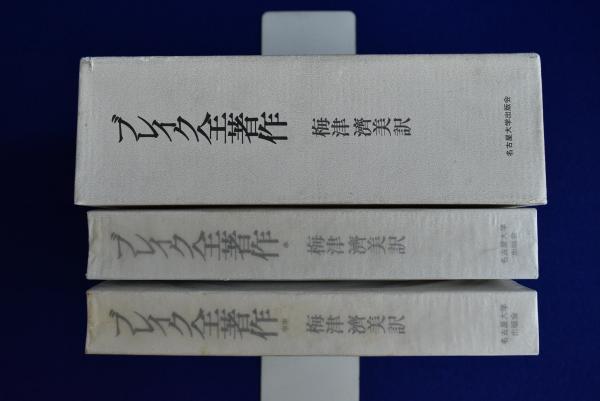 ブレイク全著作
梅津濟美訳
名古屋大学出版会
ブレイク全著作
梅津濟美訳
名古屋大学
出版会
ブレイク全著作
梅津濟美訳
名古屋大学
出版会